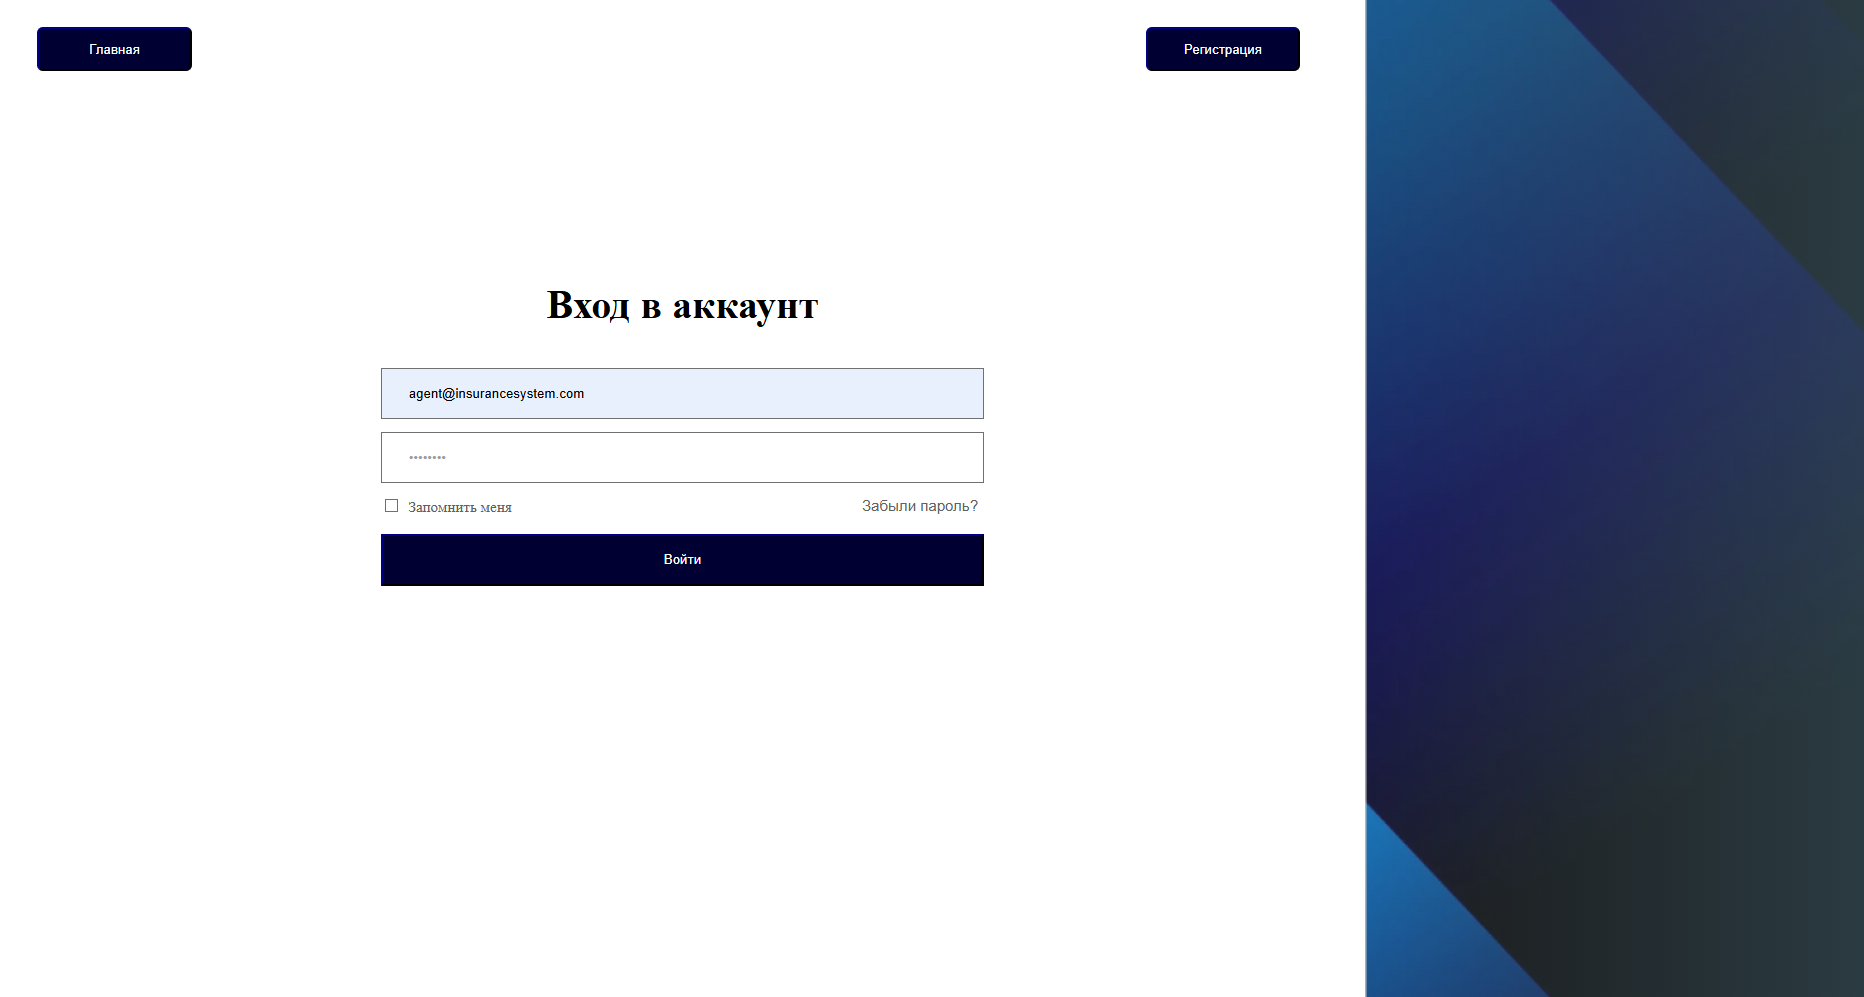 Главная
Регистрация
Вход в аккаунт
agent@insurancesystem.com
••••••••
Запомнить меня
Забыли пароль?
Войти